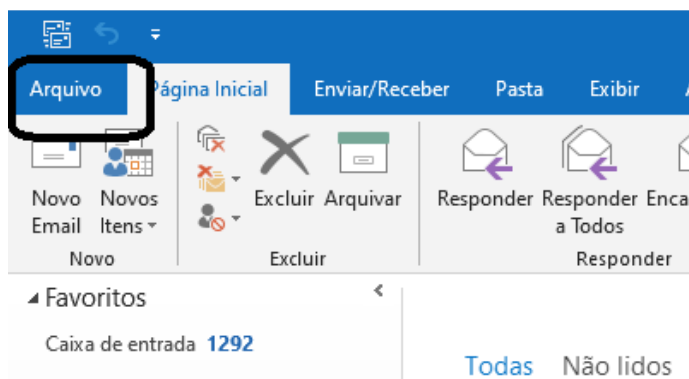 Arquivo Página Inicial Enviar/Receber Pasta Exibir
Novo Novos Excluir Arquivar Responder Responder
Email Itens a Todos
Novo Excluir Responder
Favoritos
Caixa de entrada 1292
Todas Não lidos